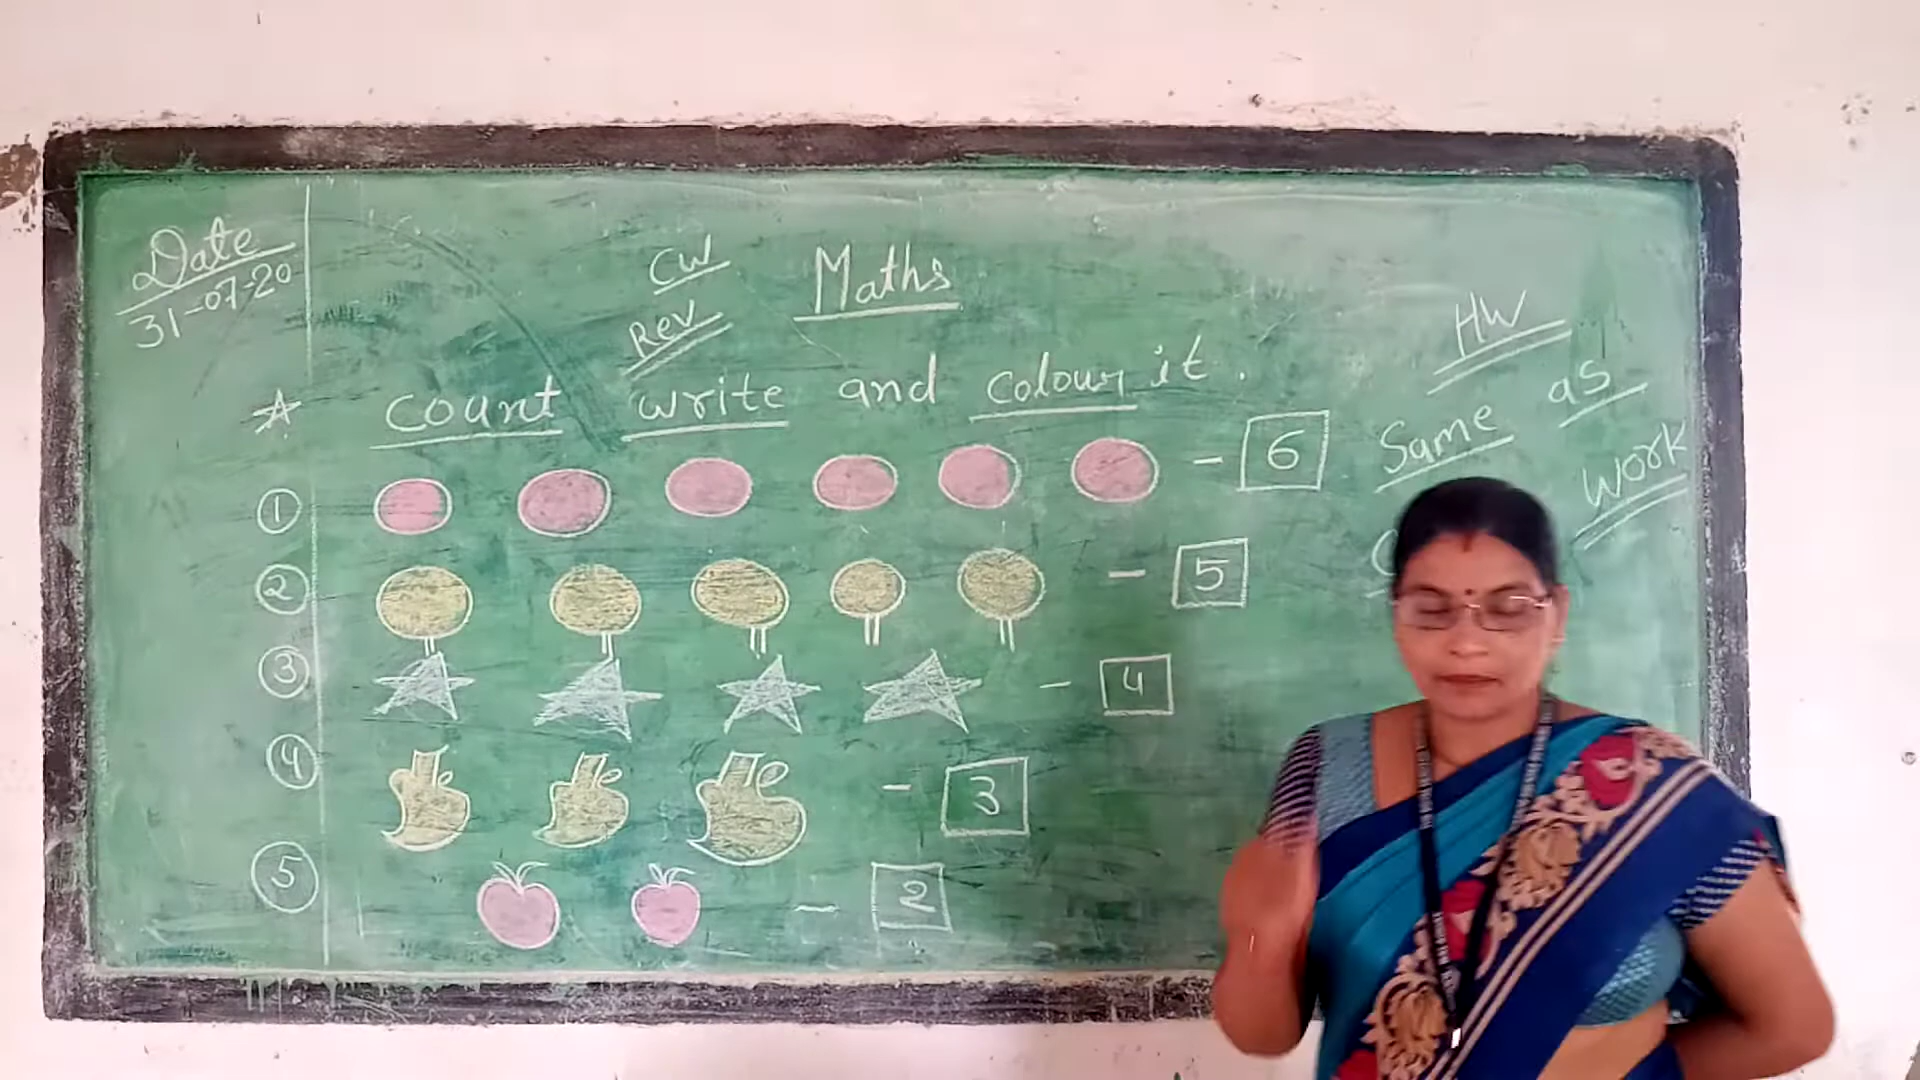 Date
31-07-20
CW
Maths
Rev
HW
count write and colour it.
Same as
Work
1
6
2
5
3
4
4
3
5
2